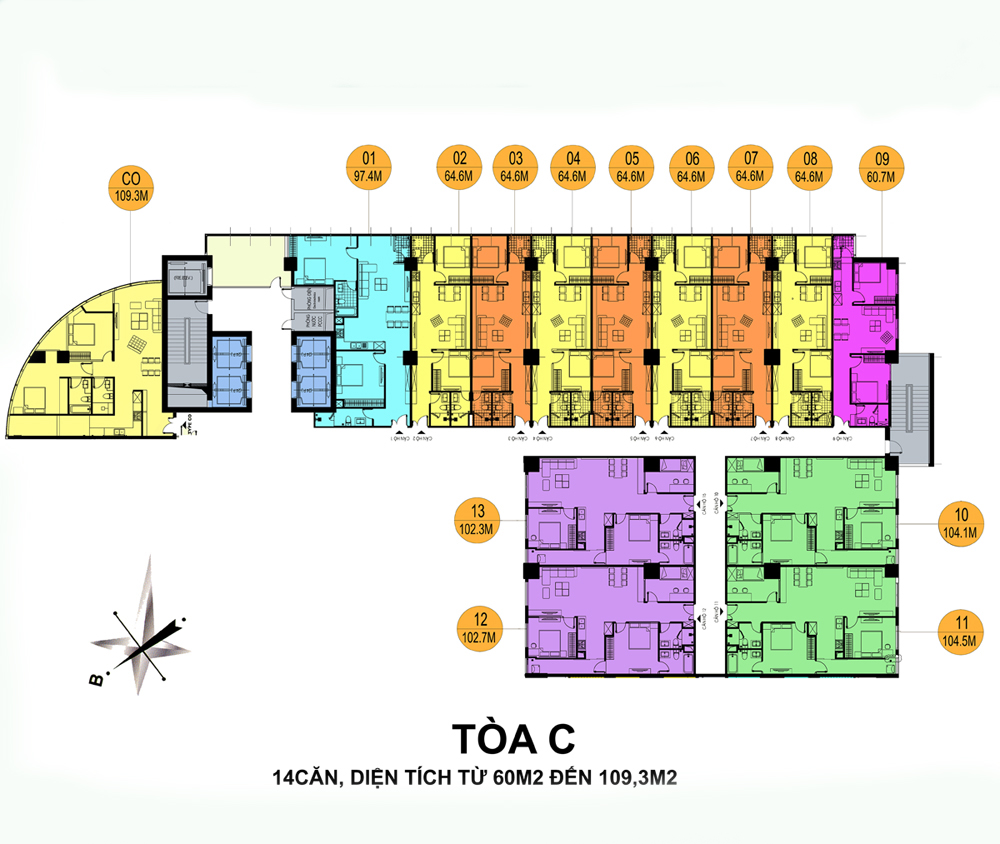 CO
109.3M
01
97.4M
02
64.6M
03
64.6M
04
64.6M
05
64.6M
06
64.6M
07
64.6M
08
64.6M
09
60.7M
13
102.3M
10
104.1M
12
102.7M
11
104.5M
B
TÒA C
14CĂN, DIỆN TÍCH TỪ 60M2 ĐẾN 109,3M2